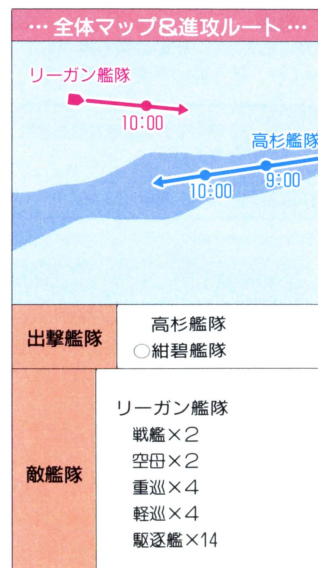 … 全体マップ&進攻ルート …
リーガン艦隊
10:00
高杉艦隊
10:00
9:00
出撃艦隊
高杉艦隊
○紺碧艦隊
敵艦隊
リーガン艦隊
戦艦×2
空母×2
重巡×4
軽巡×4
駆逐艦×14